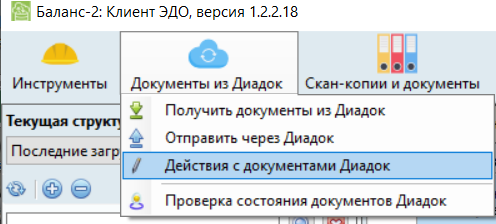 Баланс-2: Клиент ЭДО, версия 1.2.2.18
Инструменты
Документы из Диадок
Скан-копии и документы
Получить документы из Диадок
Текущая структу
Отправить через Диадок
Последние загр
Действия с документами Диадок
Проверка состояния документов Диадок